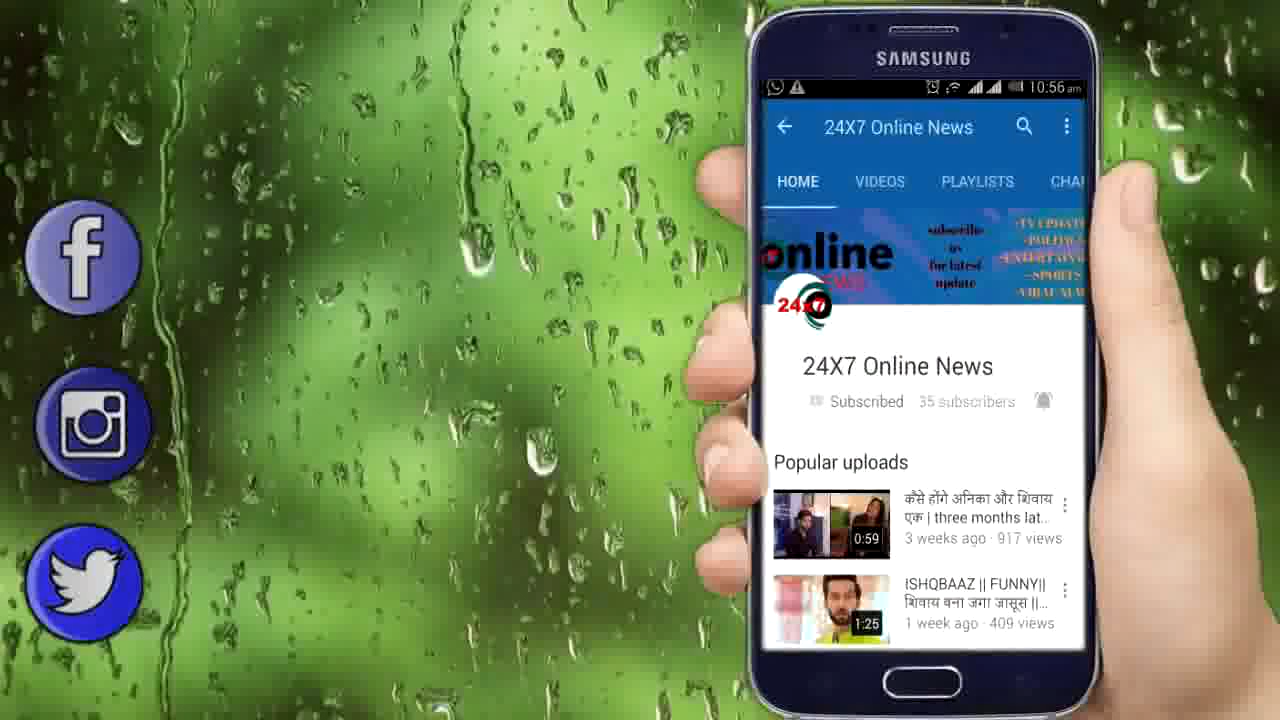 SAMSUNG
10:56 am
24X7 Online News
HOME VIDEOS PLAYLISTS CHA
online
subscribe
us
for latest
update
24x7
24X7 Online News
Subscribed 35 subscribers
Popular uploads
कैसे होंगे अनिका और शिवाय
एक | three months lat...
3 weeks ago · 917 views
0:59
ISHQBAAZ || FUNNY||
शिवाय बना जगा जासूस ||...
1 week ago · 409 views
1:25